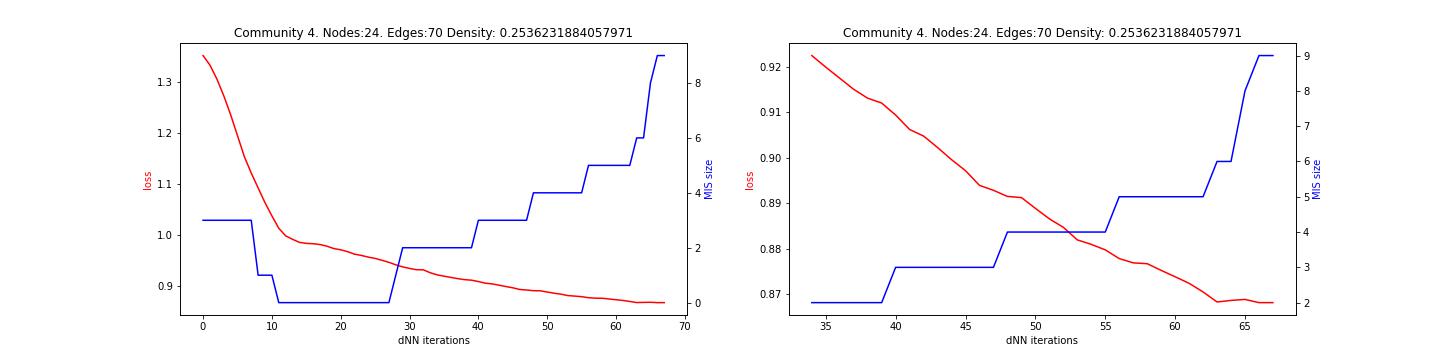 Community 4. Nodes:24. Edges:70 Density: 0.2536231884057971
1.3
1.2
1.1
1.0
0.9
loss
8
6
4
2
0
MIS size
0 10 20 30 40 50 60 70
dNN iterations
Community 4. Nodes:24. Edges:70 Density: 0.2536231884057971
0.92
0.91
0.90
0.89
0.88
0.87
loss
9
8
7
6
5
4
3
2
MIS size
35 40 45 50 55 60 65
dNN iterations